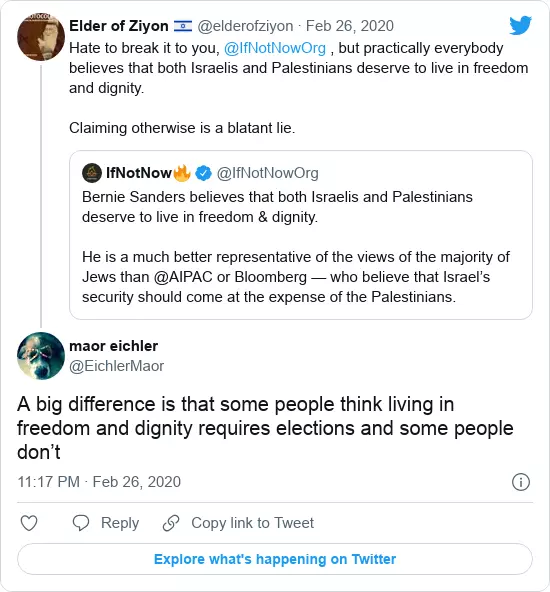 Elder of Ziyon 🇮🇱 @elderofziyon · Feb 26, 2020
Hate to break it to you, @IfNotNowOrg , but practically everybody
believes that both Israelis and Palestinians deserve to live in freedom
and dignity.
Claiming otherwise is a blatant lie.
IfNotNow🔥 @IfNotNowOrg
Bernie Sanders believes that both Israelis and Palestinians
deserve to live in freedom & dignity.
He is a much better representative of the views of the majority of
Jews than @AIPAC or Bloomberg — who believe that Israel's
security should come at the expense of the Palestinians.
maor eichler
@EichlerMaor
A big difference is that some people think living in
freedom and dignity requires elections and some people
don't
11:17 PM · Feb 26, 2020
Reply
Copy link to Tweet
Explore what's happening on Twitter